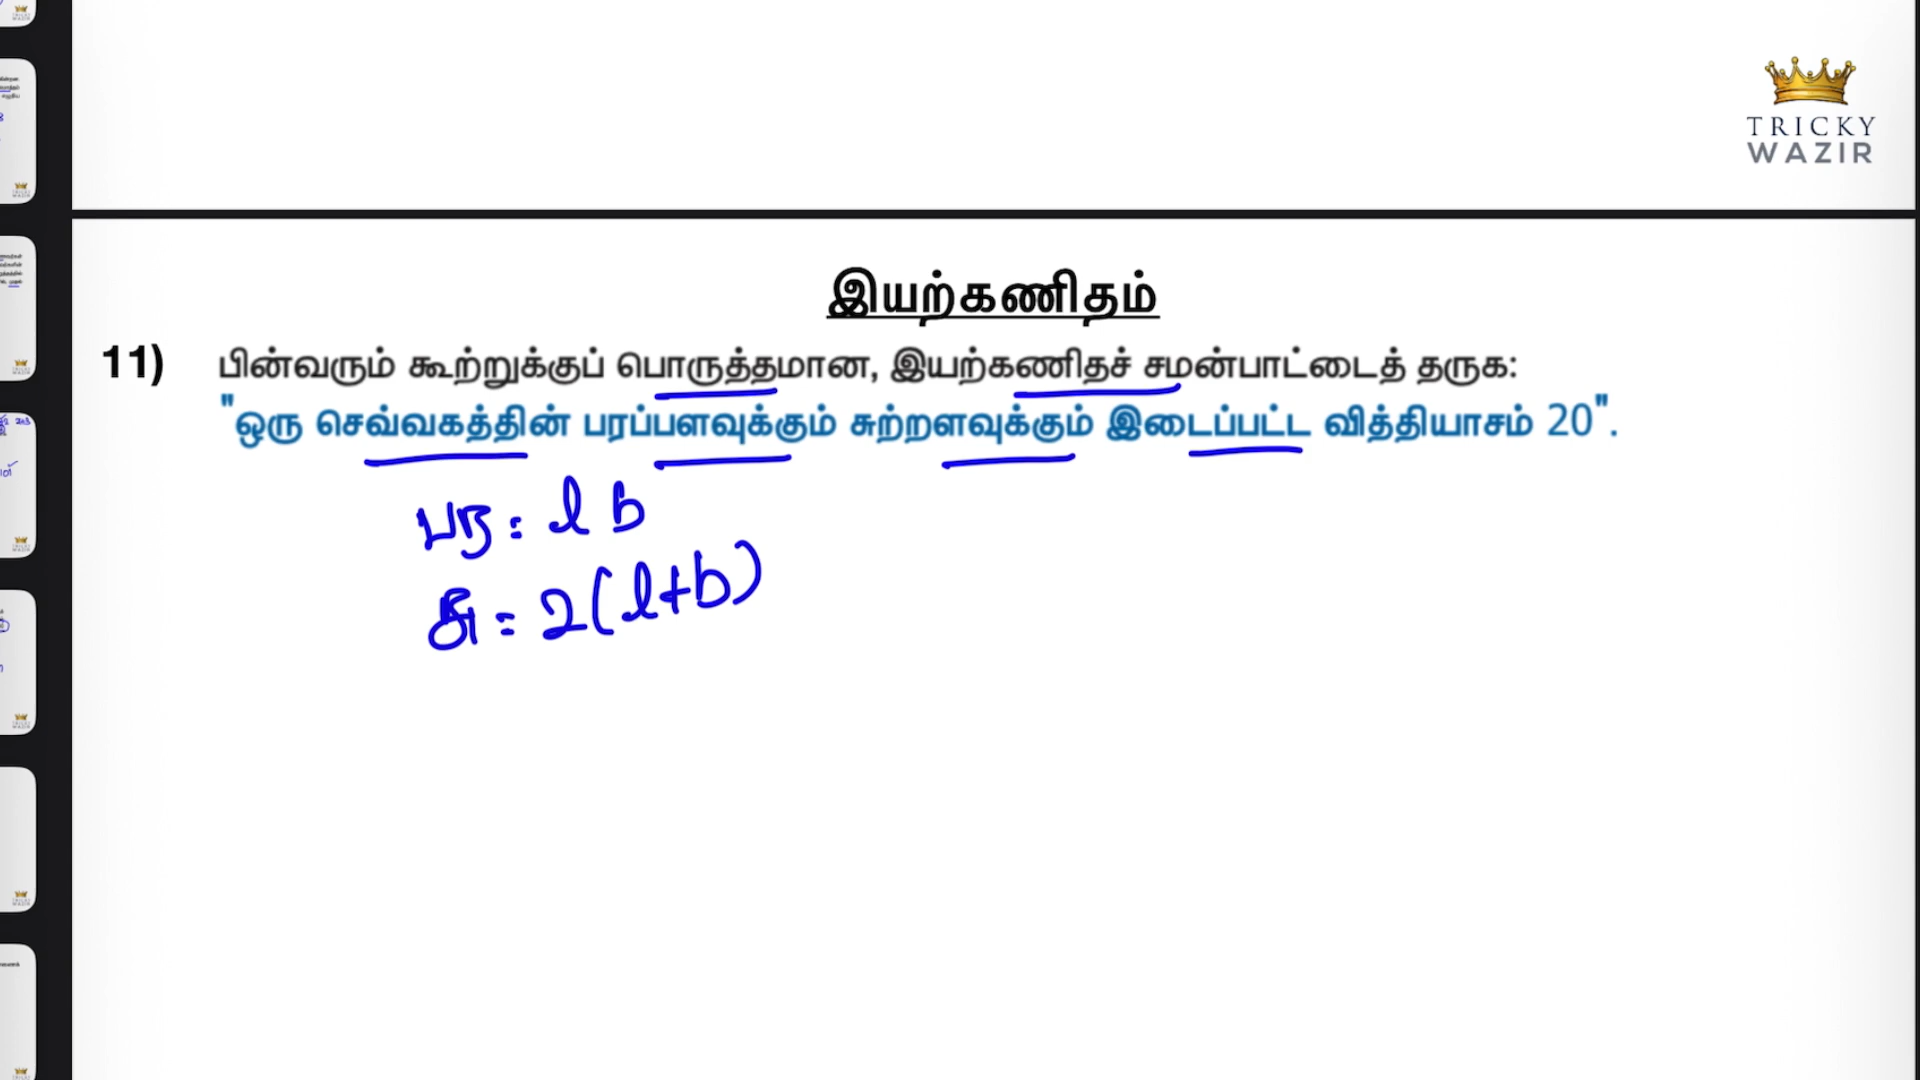 TRICKY
WAZIR
இயற்கணிதம்
11) பின்வரும் கூற்றுக்குப் பொருத்தமான, இயற்கணிதச் சமன்பாட்டைத் தருக:
"ஒரு செவ்வகத்தின் பரப்பளவுக்கும் சுற்றளவுக்கும் இடைப்பட்ட வித்தியாசம் 20".
பர = l b
சு = 2(l+b)